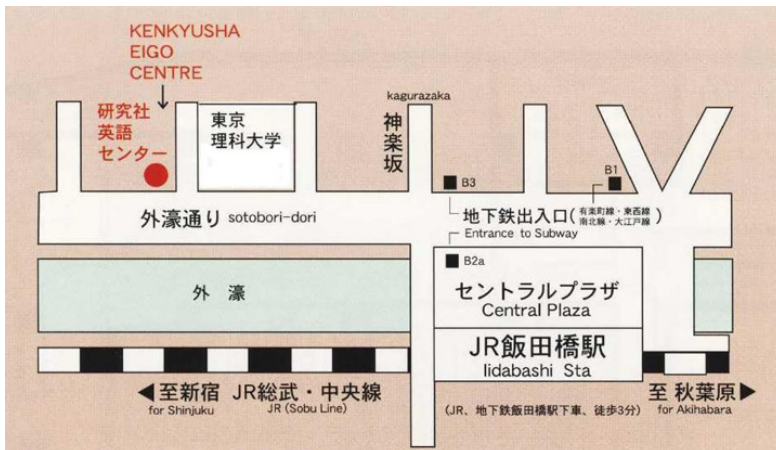 KENKYUSHA
EIGO
CENTRE
研究社
英語
センター
東京
理科大学
kagurazaka
神楽坂
B3
B1
外濠通り sotobori-dori
地下鉄出入口(有楽町線・東西線
南北線・大江戸線)
Entrance to Subway
B2a
外 濠
セントラルプラザ
Central Plaza
JR飯田橋駅
Iidabashi Sta
◀至新宿 JR総武・中央線
for Shinjuku JR (Sobu Line)
(JR、地下鉄飯田橋駅下車、徒歩3分)
至 秋葉原▶
for Akihabara